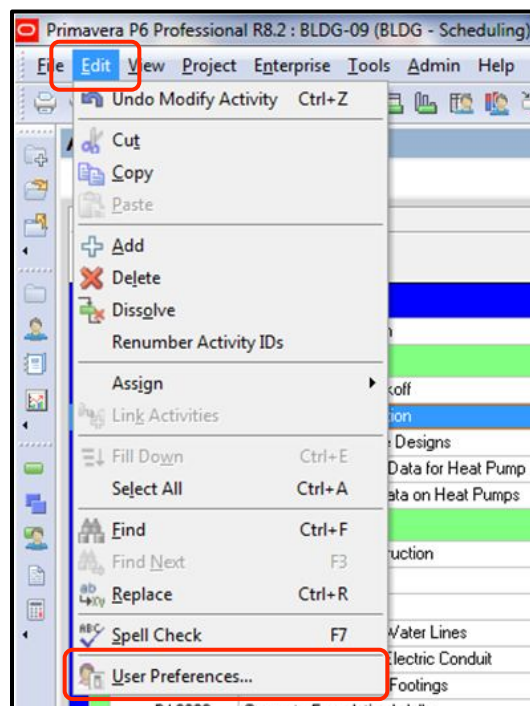 Primavera P6 Professional R8.2 : BLDG-09 (BLDG - Scheduling)
File Edit View Project Enterprise Tools Admin Help
Undo Modify Activity Ctrl+Z
Cut
Copy
Paste
Add
Delete
Dissolve
Renumber Activity IDs
Assign
koff
Link Activities
ion
Designs
Fill Down Ctrl+E
Data for Heat Pump
Select All Ctrl+A
ata on Heat Pumps
Find Ctrl+F
Find Next F3
uction
Replace Ctrl+R
Spell Check F7
Water Lines
Electric Conduit
User Preferences...
Footings